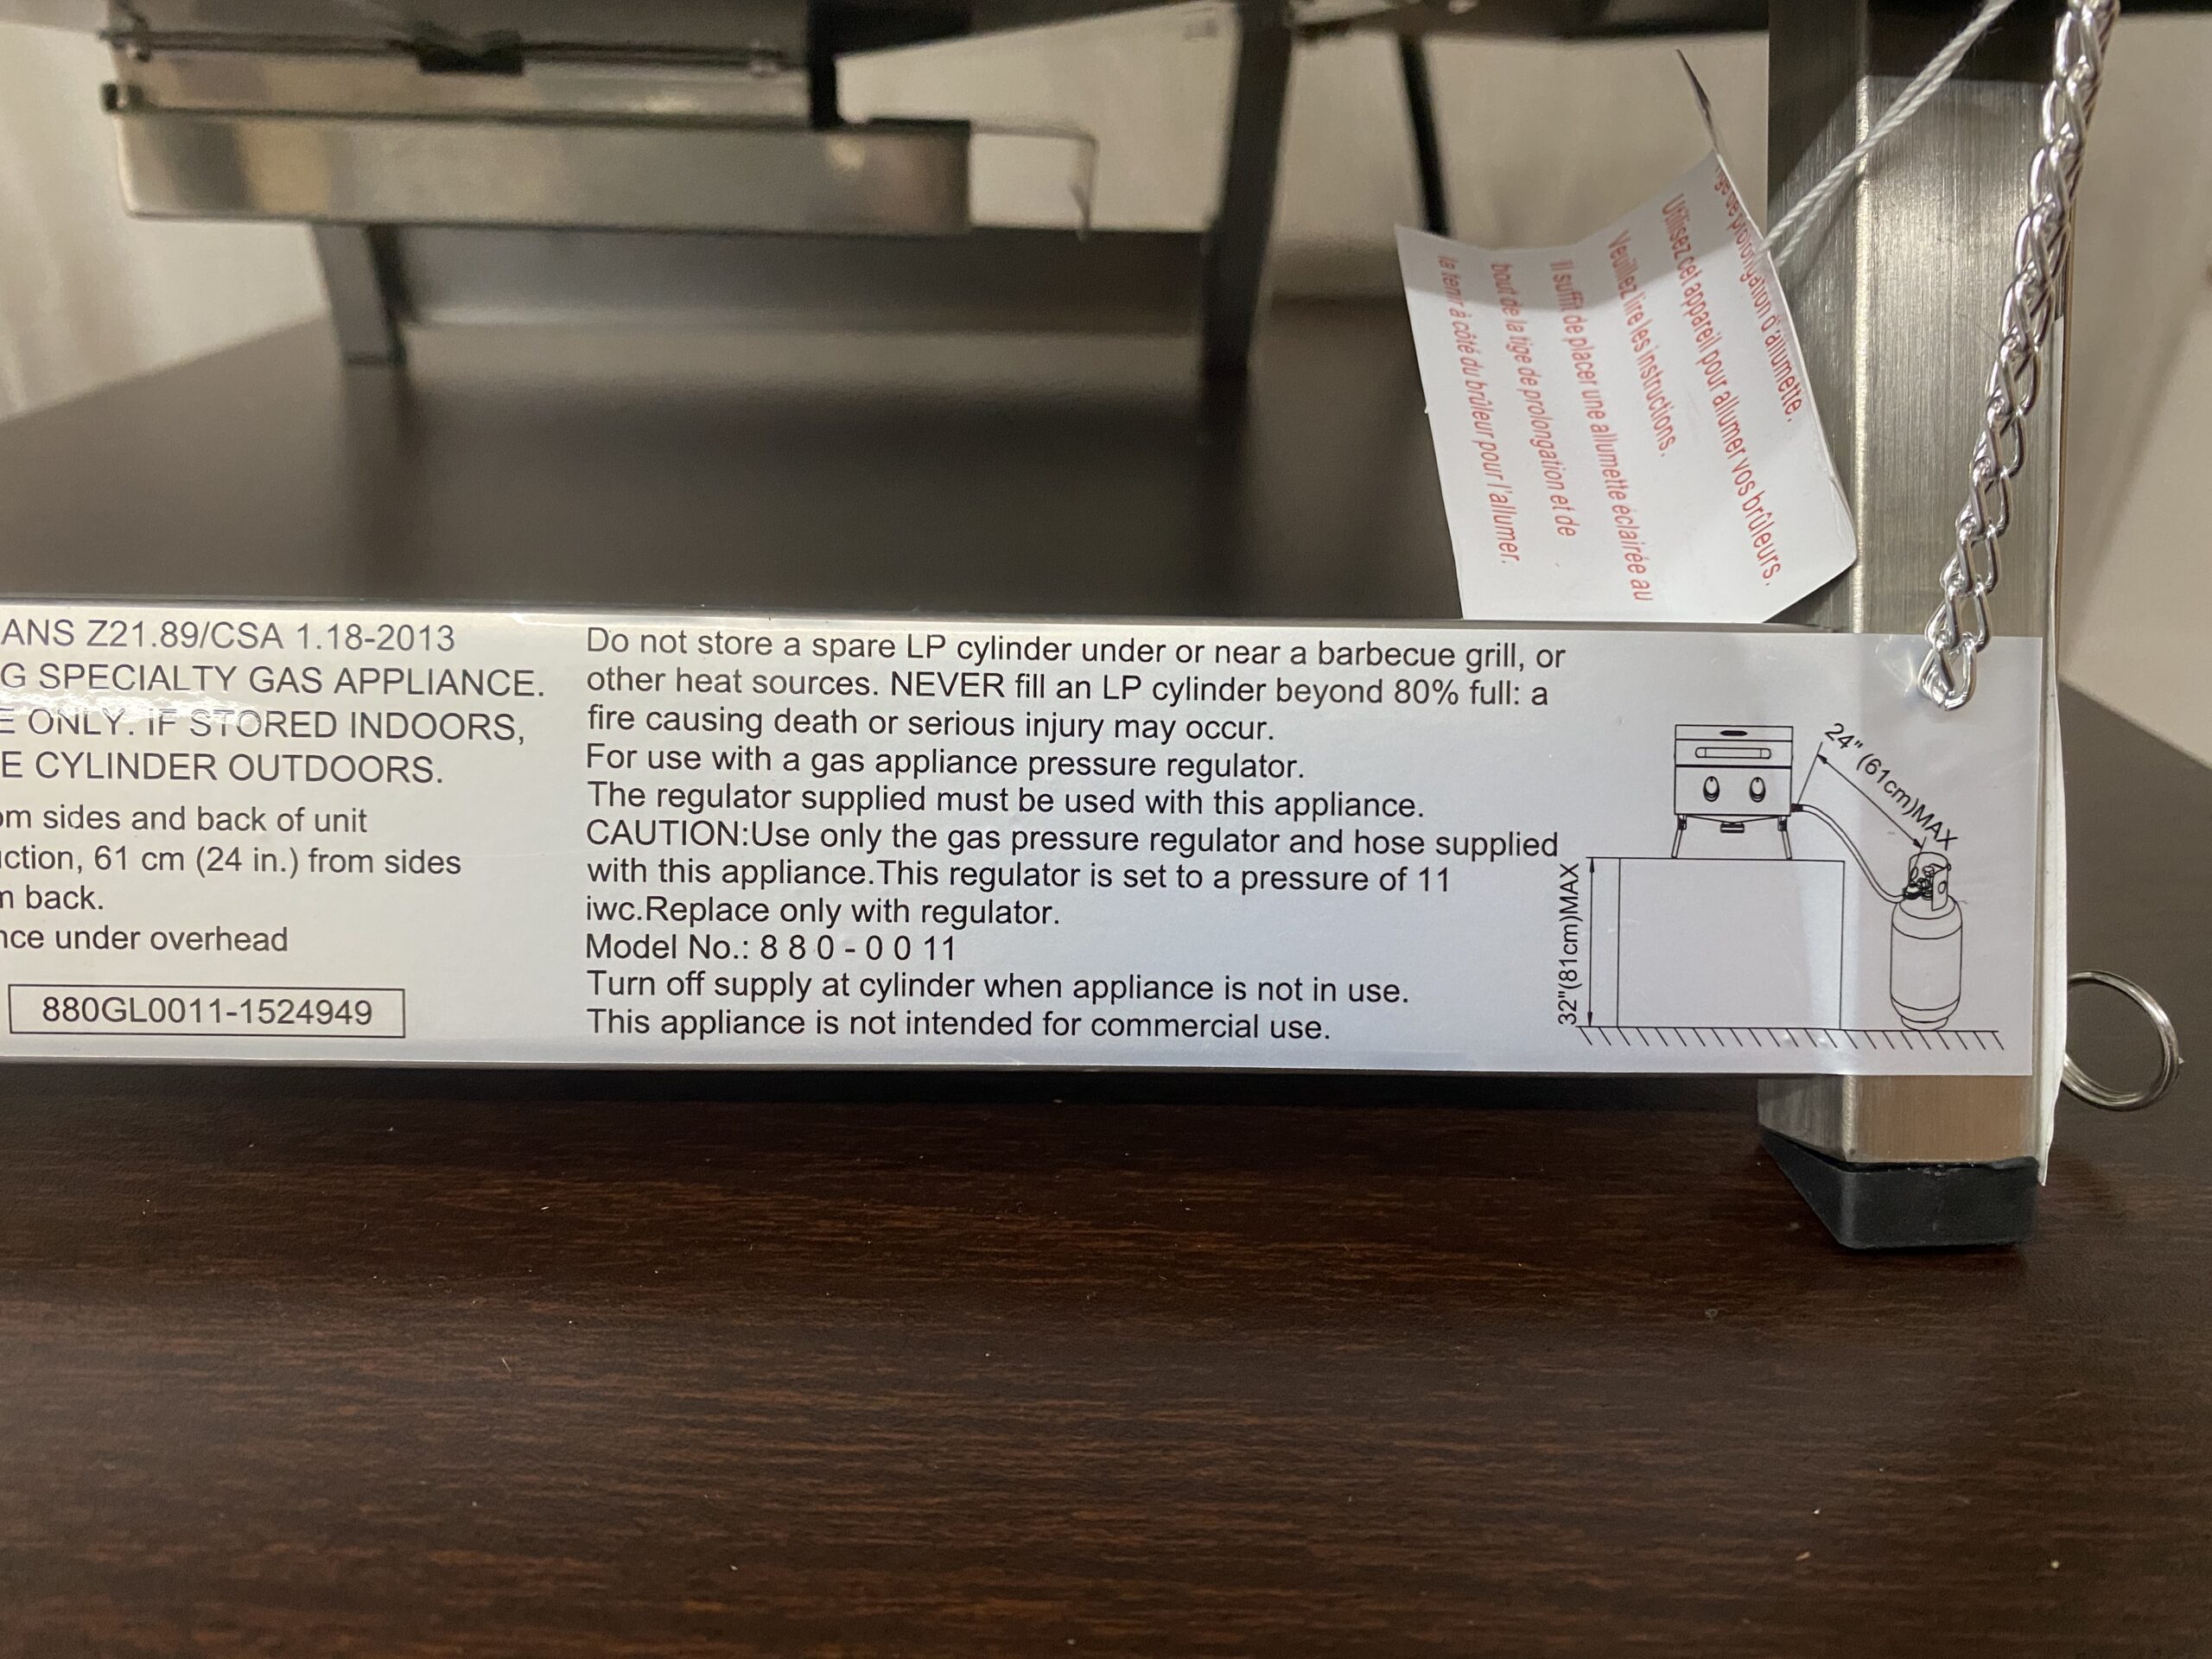 ANS Z21.89/CSA 1.18-2013
G SPECIALTY GAS APPLIANCE.
E ONLY. IF STORED INDOORS,
E CYLINDER OUTDOORS.
om sides and back of unit
ction, 61 cm (24 in.) from sides
m back.
nce under overhead
880GL0011-1524949
Do not store a spare LP cylinder under or near a barbecue grill, or
other heat sources. NEVER fill an LP cylinder beyond 80% full: a
fire causing death or serious injury may occur.
For use with a gas appliance pressure regulator.
The regulator supplied must be used with this appliance.
CAUTION:Use only the gas pressure regulator and hose supplied
with this appliance.This regulator is set to a pressure of 11
iwc.Replace only with regulator.
Model No.: 8 8 0 - 0 0 11
Turn off supply at cylinder when appliance is not in use.
This appliance is not intended for commercial use.
24" (61cm)MAX
32"(81cm)MAX
de prolongation d'allumette.
Utilisez cet appareil pour allumer vos brûleurs.
Veuillez lire les instructions.
Il suffit de placer une allumette éclairée au
bout de la tige de prolongation et de
le tenir à côté du brûleur pour l'allumer.